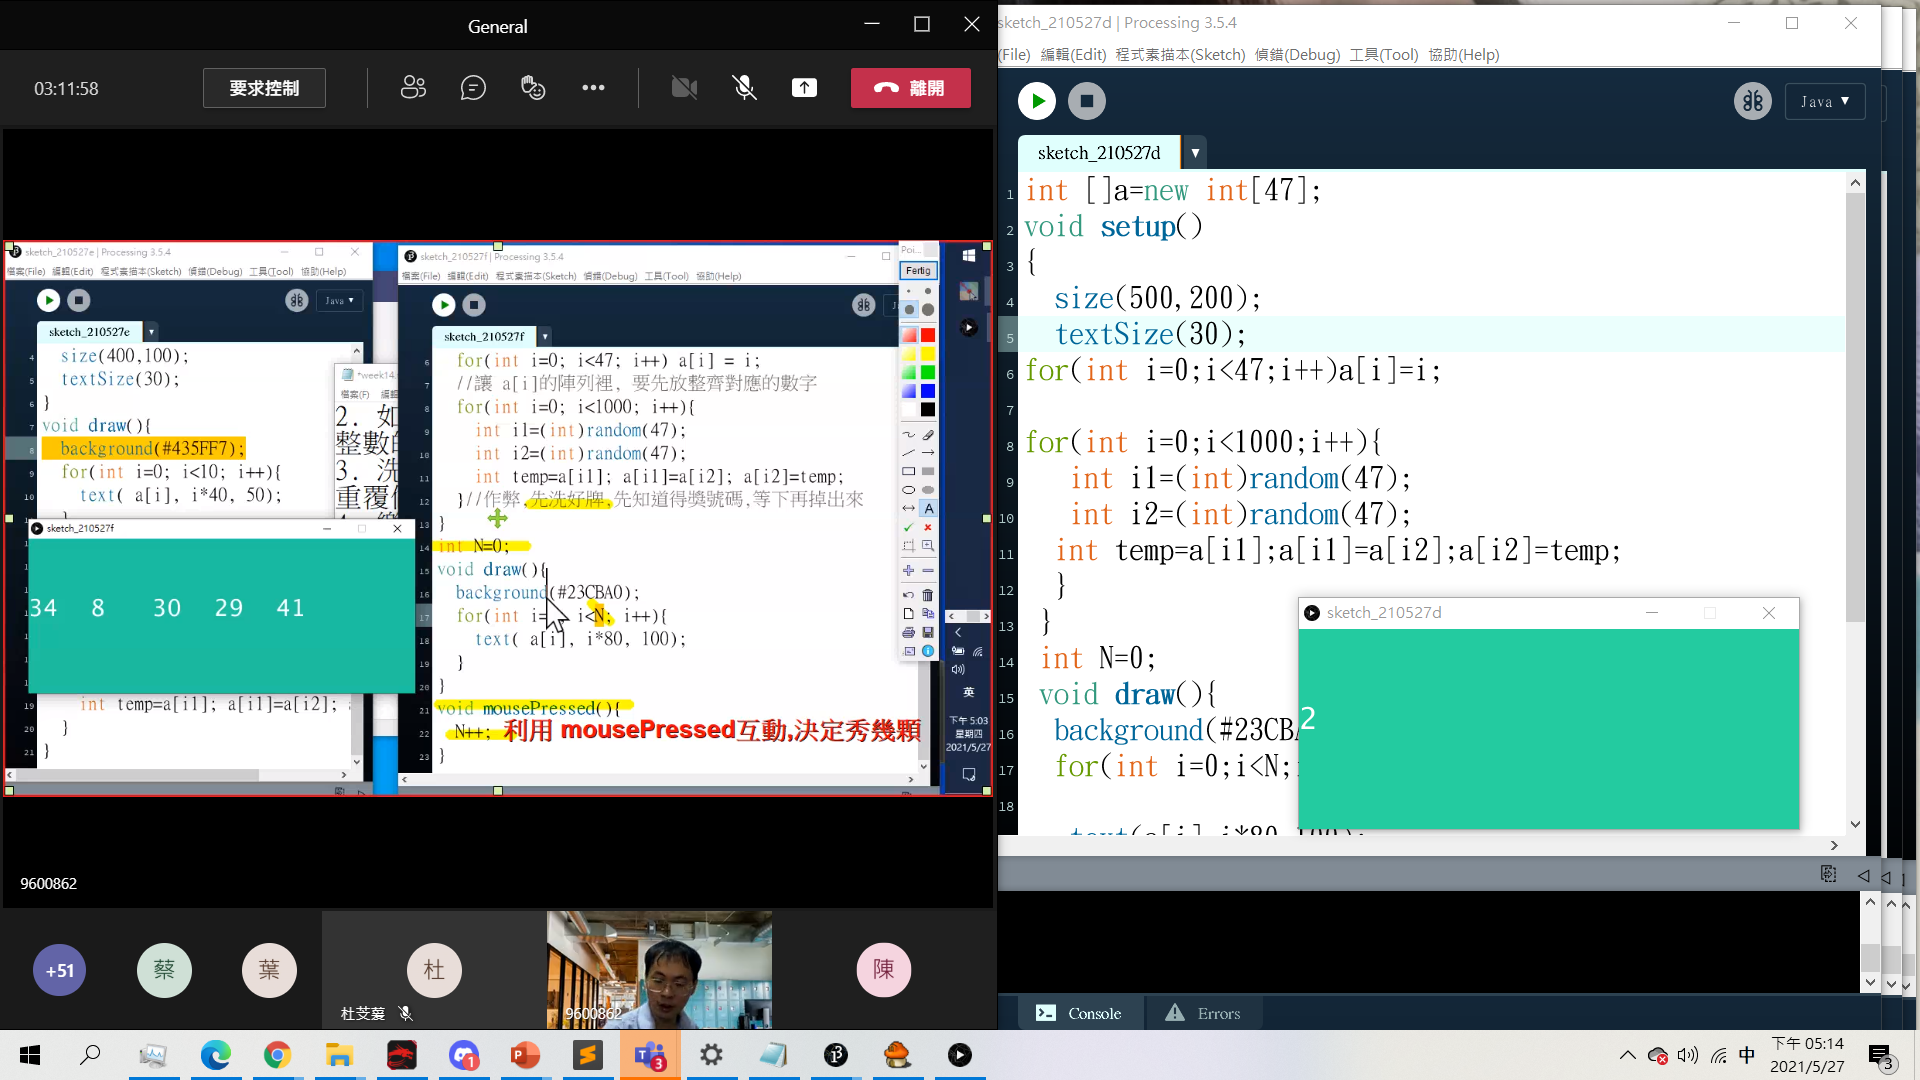 General
03:11:58
要求控制
離開
sketch_210527e | Processing 3.5.4
檔案(File) 編輯(Edit) 程式素描本(Sketch) 偵錯(Debug) 工具(Tool) 協助(Help)
Java
sketch_210527e
4 size(400,100);
5 textSize(30);
6 }
7 void draw(){
8 background(#435FF7);
9 for(int i=0; i<10; i++){
10 text( a[i], i*40, 50);
*week14
檔案(F) 編輯
2. 如
整數的
3. 洗
重覆個
sketch_210527f
34 8 30 29 41
int temp=a[i1]; a[i1]=a[i2];
20 }
21 }
sketch_210527f | Processing 3.5.4
檔案(File) 編輯(Edit) 程式素描本(Sketch) 偵錯(Debug) 工具(Tool) 協助(Help)
sketch_210527f
6 for(int i=0; i<47; i++) a[i] = i;
7 //讓 a[i]的陣列裡, 要先放整齊對應的數字
8 for(int i=0; i<1000; i++){
9 int i1=(int)random(47);
10 int i2=(int)random(47);
11 int temp=a[i1]; a[i1]=a[i2]; a[i2]=temp;
12 }//作弊,先洗好牌,先知道得獎號碼,等下再掉出來
13 }
14 int N=0;
15 void draw(){
16 background(#23CBA0);
17 for(int i= i<N; i++){
18 text( a[i], i*80, 100);
19 }
20 }
21 void mousePressed(){
22 N++; 利用 mousePressed互動,決定秀幾顆
23 }
Poi...
Fertig
A
英
下午 5:03
星期四
2021/5/27
9600862
+51
蔡
葉
杜
9600862
陳
sketch_210527d | Processing 3.5.4
(File) 編輯(Edit) 程式素描本(Sketch) 偵錯(Debug) 工具(Tool) 協助(Help)
Java
sketch_210527d
1 int []a=new int[47];
2 void setup()
3 {
4 size(500,200);
5 textSize(30);
6 for(int i=0;i<47;i++)a[i]=i;
7
8 for(int i=0;i<1000;i++){
9 int i1=(int)random(47);
10 int i2=(int)random(47);
11 int temp=a[i1];a[i1]=a[i2];a[i2]=temp;
12 }
13 }
14 int N=0;
15 void draw(){
16 background(#23CB
17 for(int i=0;i<N;
18
text(a[i],i*80,100);
sketch_210527d
2
Console
Errors
1
3
中
下午 05:14
2021/5/27
3